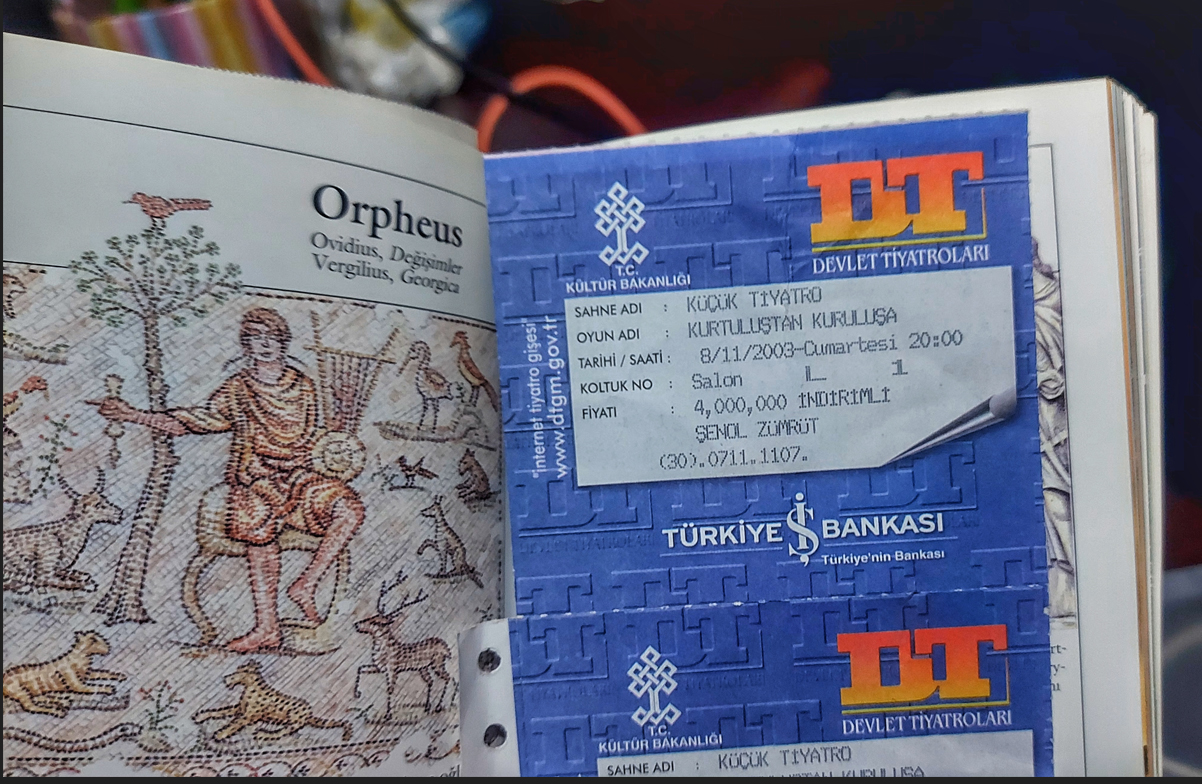 Orpheus
Ovidius, Değişimler
Vergilius, Georgica
DT
DEVLET TİYATROLARI
T.C.
KÜLTÜR BAKANLIĞI
"internet tiyatro gişesi"
www.dtgm.gov.tr
SAHNE ADI : KÜÇÜK TİYATRO
OYUN ADI : KURTULUŞTAN KURULUŞA
TARİHİ / SAATİ : 8/11/2003-Cumartesi 20:00
KOLTUK NO : Salon L 1
FİYATI : 4,000,000 İNDİRİMLİ
ŞENOL ZÜMRÜT
(30).0711.1107.
TÜRKİYE İŞ BANKASI
Türkiye'nin Bankası
DT
DEVLET TİYATROLARI
T.C.
KÜLTÜR BAKANLIĞI
SAHNE ADI : KÜÇÜK TİYATRO
KURULUŞA